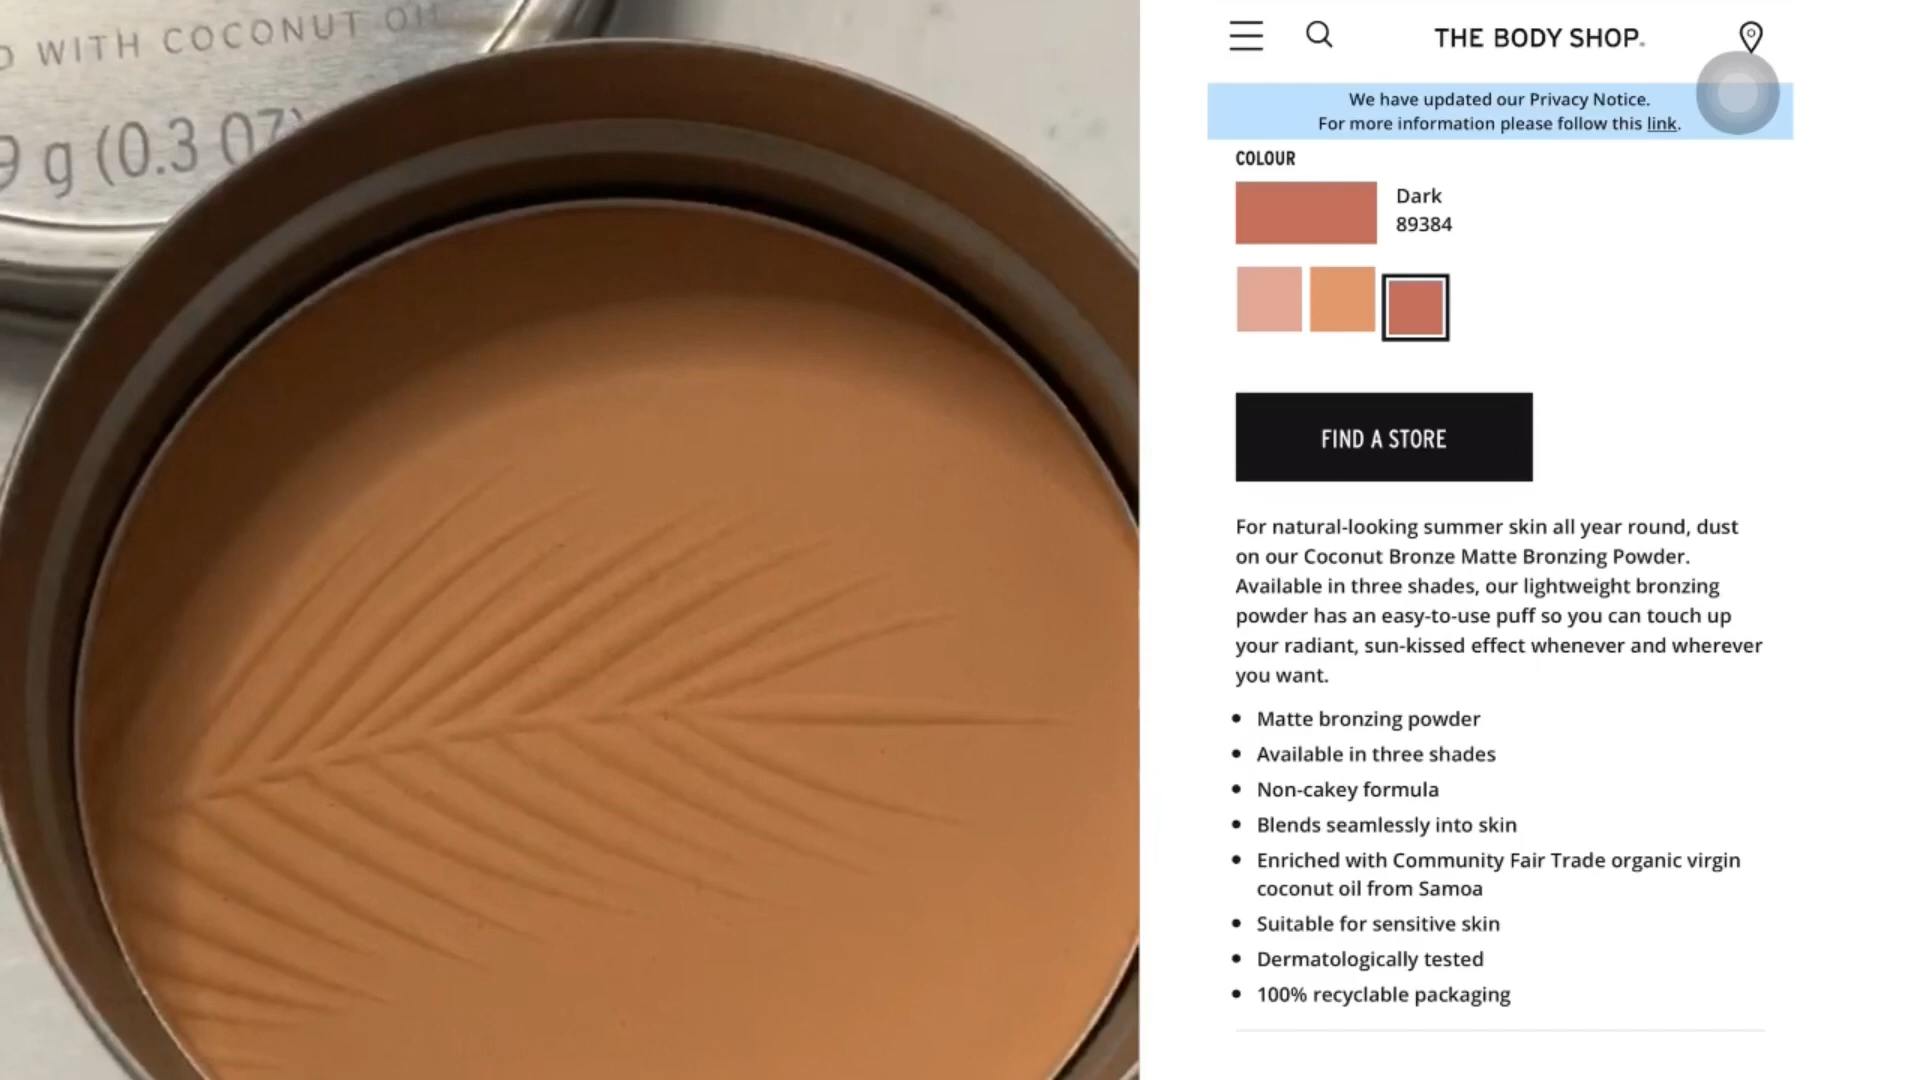 WITH COCONUT OIL
9 g (0.3 OZ)
THE BODY SHOP.
We have updated our Privacy Notice.
For more information please follow this link.
COLOUR
Dark
89384
FIND A STORE
For natural-looking summer skin all year round, dust
on our Coconut Bronze Matte Bronzing Powder.
Available in three shades, our lightweight bronzing
powder has an easy-to-use puff so you can touch up
your radiant, sun-kissed effect whenever and wherever
you want.
Matte bronzing powder
Available in three shades
Non-cakey formula
Blends seamlessly into skin
Enriched with Community Fair Trade organic virgin
coconut oil from Samoa
Suitable for sensitive skin
Dermatologically tested
100% recyclable packaging